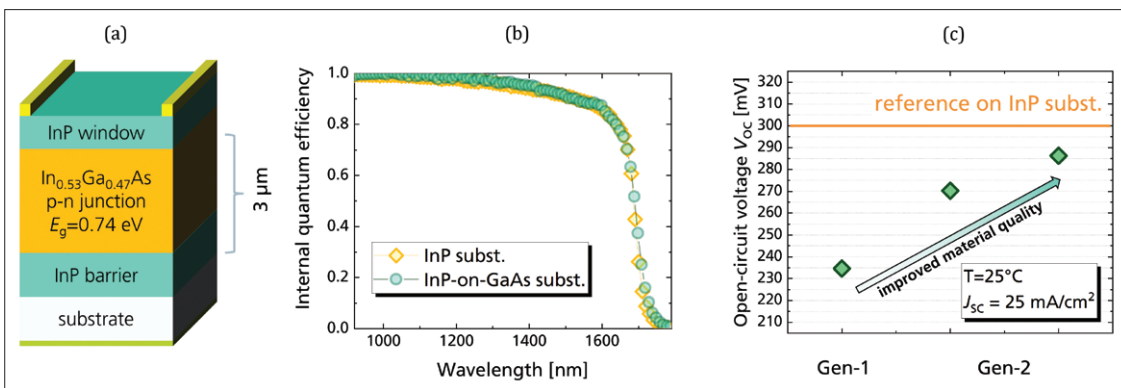 (a)
InP window
In0.53Ga0.47As
p-n junction
Eg=0.74 eV
InP barrier
substrate
3 µm
(b)
Internal quantum efficiency
1.0
0.8
0.6
0.4
0.2
0.0
InP subst.
InP-on-GaAs subst.
1000 1200 1400 1600
Wavelength [nm]
(c)
Open-circuit voltage VOC [mV]
320
310
300
290
280
270
260
250
240
230
220
210
reference on InP subst.
improved material quality
T=25°C
JSC = 25 mA/cm²
Gen-1 Gen-2